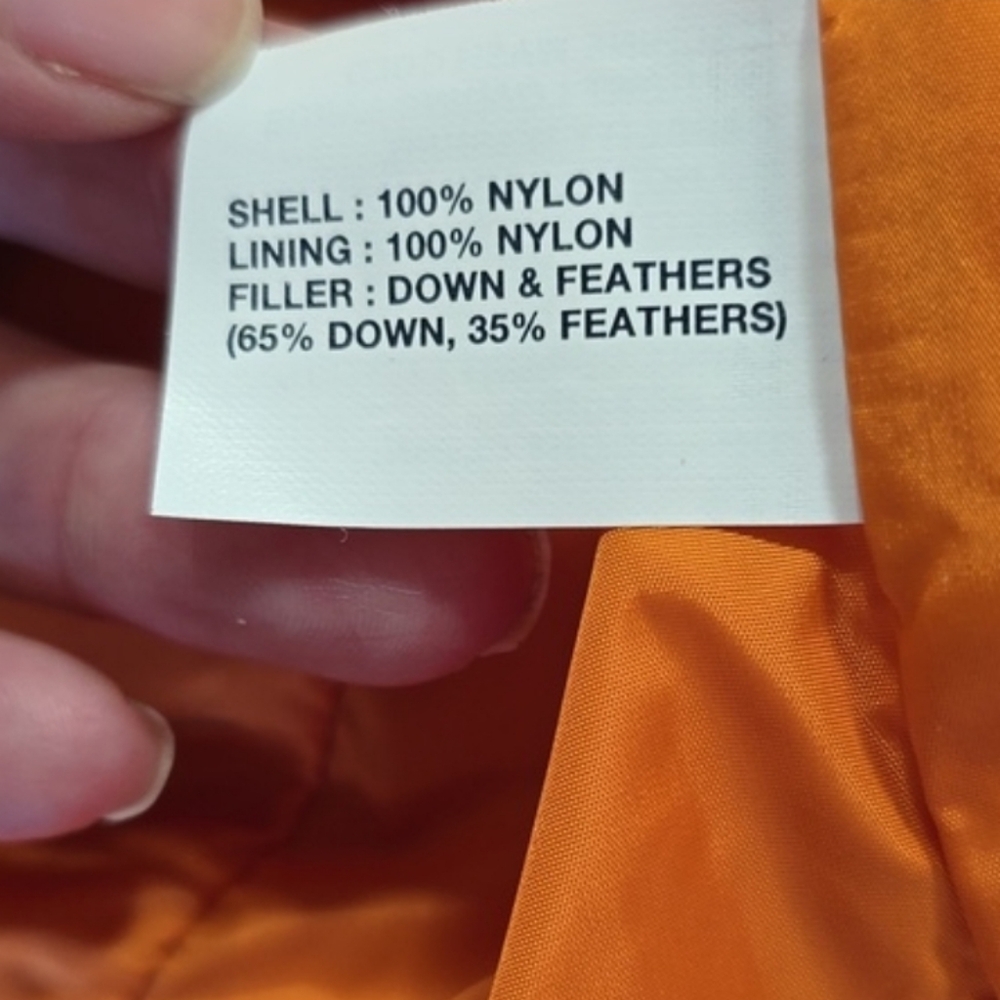 SHELL : 100% NYLON
LINING : 100% NYLON
FILLER : DOWN & FEATHERS
(65% DOWN, 35% FEATHERS)